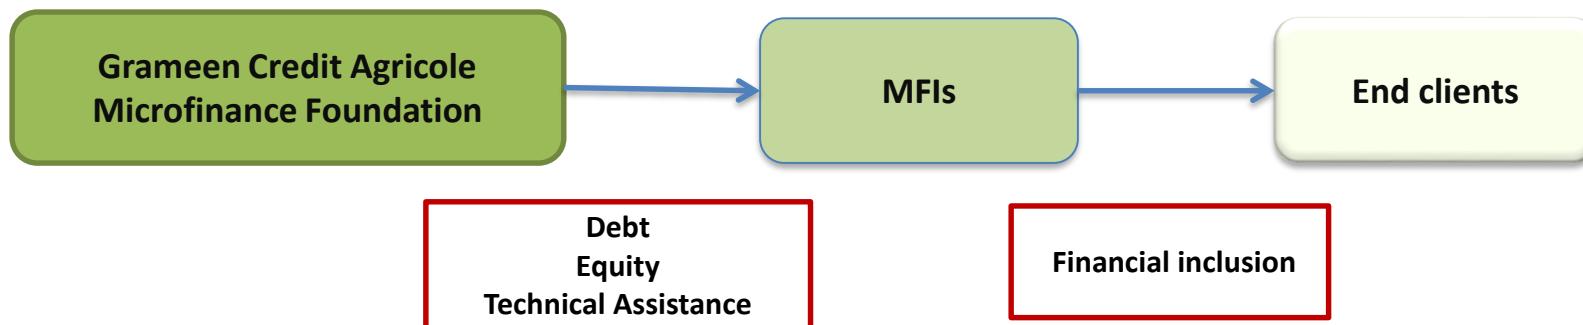 Grameen Credit Agricole
Microfinance Foundation
MFIs
End clients
Debt
Equity
Technical Assistance
Financial inclusion